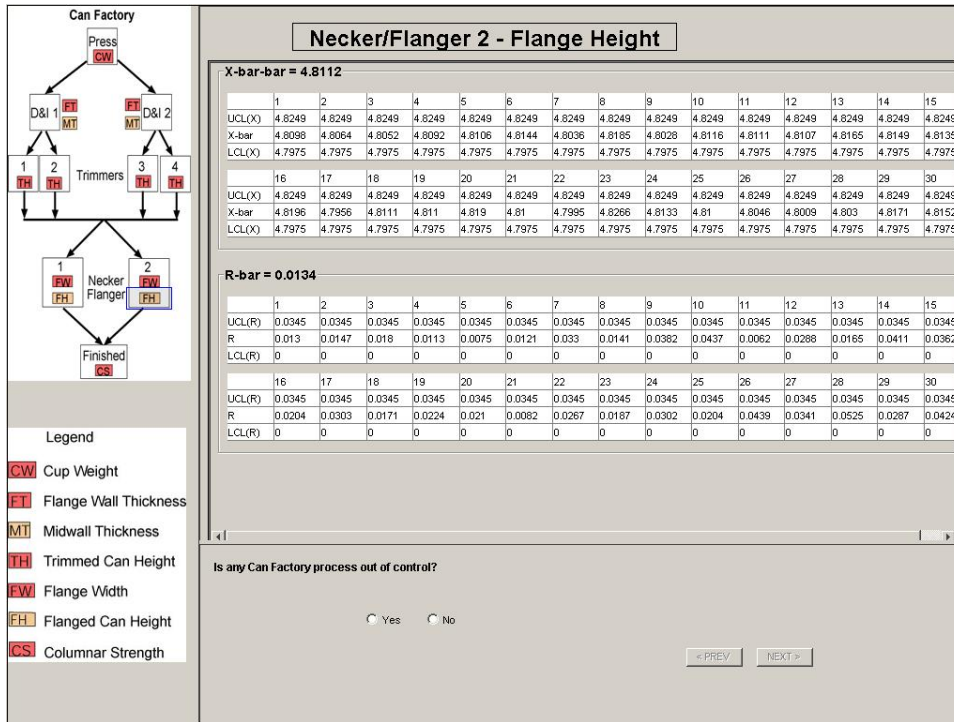 Can Factory
Press
CW
D&I 1
FT
MT
FT
MT
D&I 2
1
TH
2
TH
Trimmers
3
TH
4
TH
1
FW
FH
Necker
Flanger
2
FW
FH
Finished
CS
Legend
CW Cup Weight
FT Flange Wall Thickness
MT Midwall Thickness
TH Trimmed Can Height
FW Flange Width
FH Flanged Can Height
CS Columnar Strength
Necker/Flanger 2 - Flange Height
X-bar-bar = 4.8112
1 2 3 4 5 6 7 8 9 10 11 12 13 14 15
UCL(X) 4.8249 4.8249 4.8249 4.8249 4.8249 4.8249 4.8249 4.8249 4.8249 4.8249 4.8249 4.8249 4.8249 4.8249 4.8249
X-bar 4.8098 4.8064 4.8052 4.8092 4.8106 4.8144 4.8036 4.8185 4.8028 4.8116 4.8111 4.8107 4.8165 4.8149 4.8135
LCL(X) 4.7975 4.7975 4.7975 4.7975 4.7975 4.7975 4.7975 4.7975 4.7975 4.7975 4.7975 4.7975 4.7975 4.7975 4.7975
16 17 18 19 20 21 22 23 24 25 26 27 28 29 30
UCL(X) 4.8249 4.8249 4.8249 4.8249 4.8249 4.8249 4.8249 4.8249 4.8249 4.8249 4.8249 4.8249 4.8249 4.8249 4.8249
X-bar 4.8196 4.7956 4.8111 4.811 4.819 4.81 4.7995 4.8266 4.8133 4.81 4.8046 4.8009 4.803 4.8171 4.8152
LCL(X) 4.7975 4.7975 4.7975 4.7975 4.7975 4.7975 4.7975 4.7975 4.7975 4.7975 4.7975 4.7975 4.7975 4.7975 4.7975
R-bar = 0.0134
1 2 3 4 5 6 7 8 9 10 11 12 13 14 15
UCL(R) 0.0345 0.0345 0.0345 0.0345 0.0345 0.0345 0.0345 0.0345 0.0345 0.0345 0.0345 0.0345 0.0345 0.0345 0.0345
R 0.013 0.0147 0.018 0.0113 0.0075 0.0121 0.033 0.0141 0.0382 0.0437 0.0062 0.0288 0.0165 0.0411 0.0362
LCL(R) 0 0 0 0 0 0 0 0 0 0 0 0 0 0 0
16 17 18 19 20 21 22 23 24 25 26 27 28 29 30
UCL(R) 0.0345 0.0345 0.0345 0.0345 0.0345 0.0345 0.0345 0.0345 0.0345 0.0345 0.0345 0.0345 0.0345 0.0345 0.0345
R 0.0204 0.0303 0.0171 0.0224 0.021 0.0082 0.0267 0.0187 0.0302 0.0204 0.0439 0.0341 0.0525 0.0287 0.0424
LCL(R) 0 0 0 0 0 0 0 0 0 0 0 0 0 0 0
Is any Can Factory process out of control?
Yes No
< PREV NEXT >